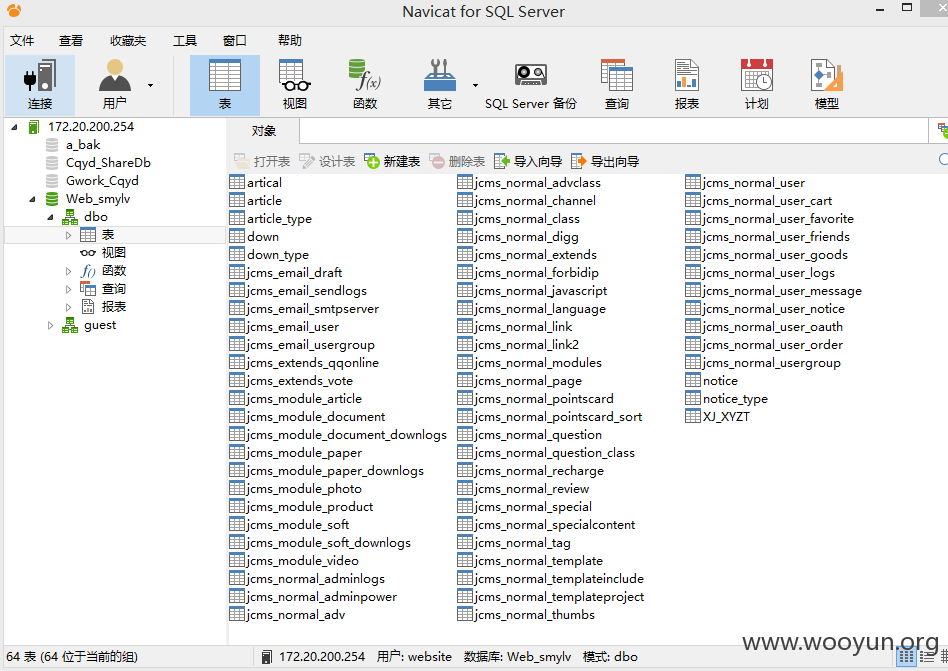 Navicat for SQL Server
文件 查看 收藏夹 工具 窗口 帮助
连接 用户 表 视图 函数 其它 SQL Server 备份 查询 报表 计划 模型
172.20.200.254
a_bak
Cqyd_ShareDb
Gwork_Cqyd
Web_smylv
dbo
表
视图
函数
查询
报表
guest
对象
打开表 设计表 新建表 删除表 导入向导 导出向导
artical
article
article_type
down
down_type
jcms_email_draft
jcms_email_sendlogs
jcms_email_smtpserver
jcms_email_user
jcms_email_usergroup
jcms_extends_qqonline
jcms_extends_vote
jcms_module_article
jcms_module_document
jcms_module_document_downlogs
jcms_module_paper
jcms_module_paper_downlogs
jcms_module_photo
jcms_module_product
jcms_module_soft
jcms_module_soft_downlogs
jcms_module_video
jcms_normal_adminlogs
jcms_normal_adminpower
jcms_normal_adv
jcms_normal_advclass
jcms_normal_channel
jcms_normal_class
jcms_normal_digg
jcms_normal_extends
jcms_normal_forbidip
jcms_normal_javascript
jcms_normal_language
jcms_normal_link
jcms_normal_link2
jcms_normal_modules
jcms_normal_page
jcms_normal_pointscard
jcms_normal_pointscard_sort
jcms_normal_question
jcms_normal_question_class
jcms_normal_recharge
jcms_normal_review
jcms_normal_special
jcms_normal_specialcontent
jcms_normal_tag
jcms_normal_template
jcms_normal_templateinclude
jcms_normal_templateproject
jcms_normal_thumbs
jcms_normal_user
jcms_normal_user_cart
jcms_normal_user_favorite
jcms_normal_user_friends
jcms_normal_user_goods
jcms_normal_user_logs
jcms_normal_user_message
jcms_normal_user_notice
jcms_normal_user_oauth
jcms_normal_user_order
jcms_normal_usergroup
notice
notice_type
XJ_XYZT
www.wooyun.org
64 表 (64 位于当前的组) 172.20.200.254 用户: website 数据库: Web_smylv 模式: dbo